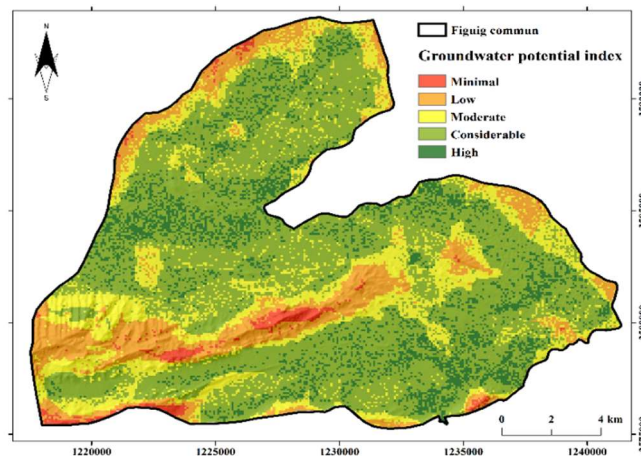 N
S
Figuig commun
Groundwater potential index
Minimal
Low
Moderate
Considerable
High
0 2 4 km
1220000 1225000 1230000 1235000 1240000